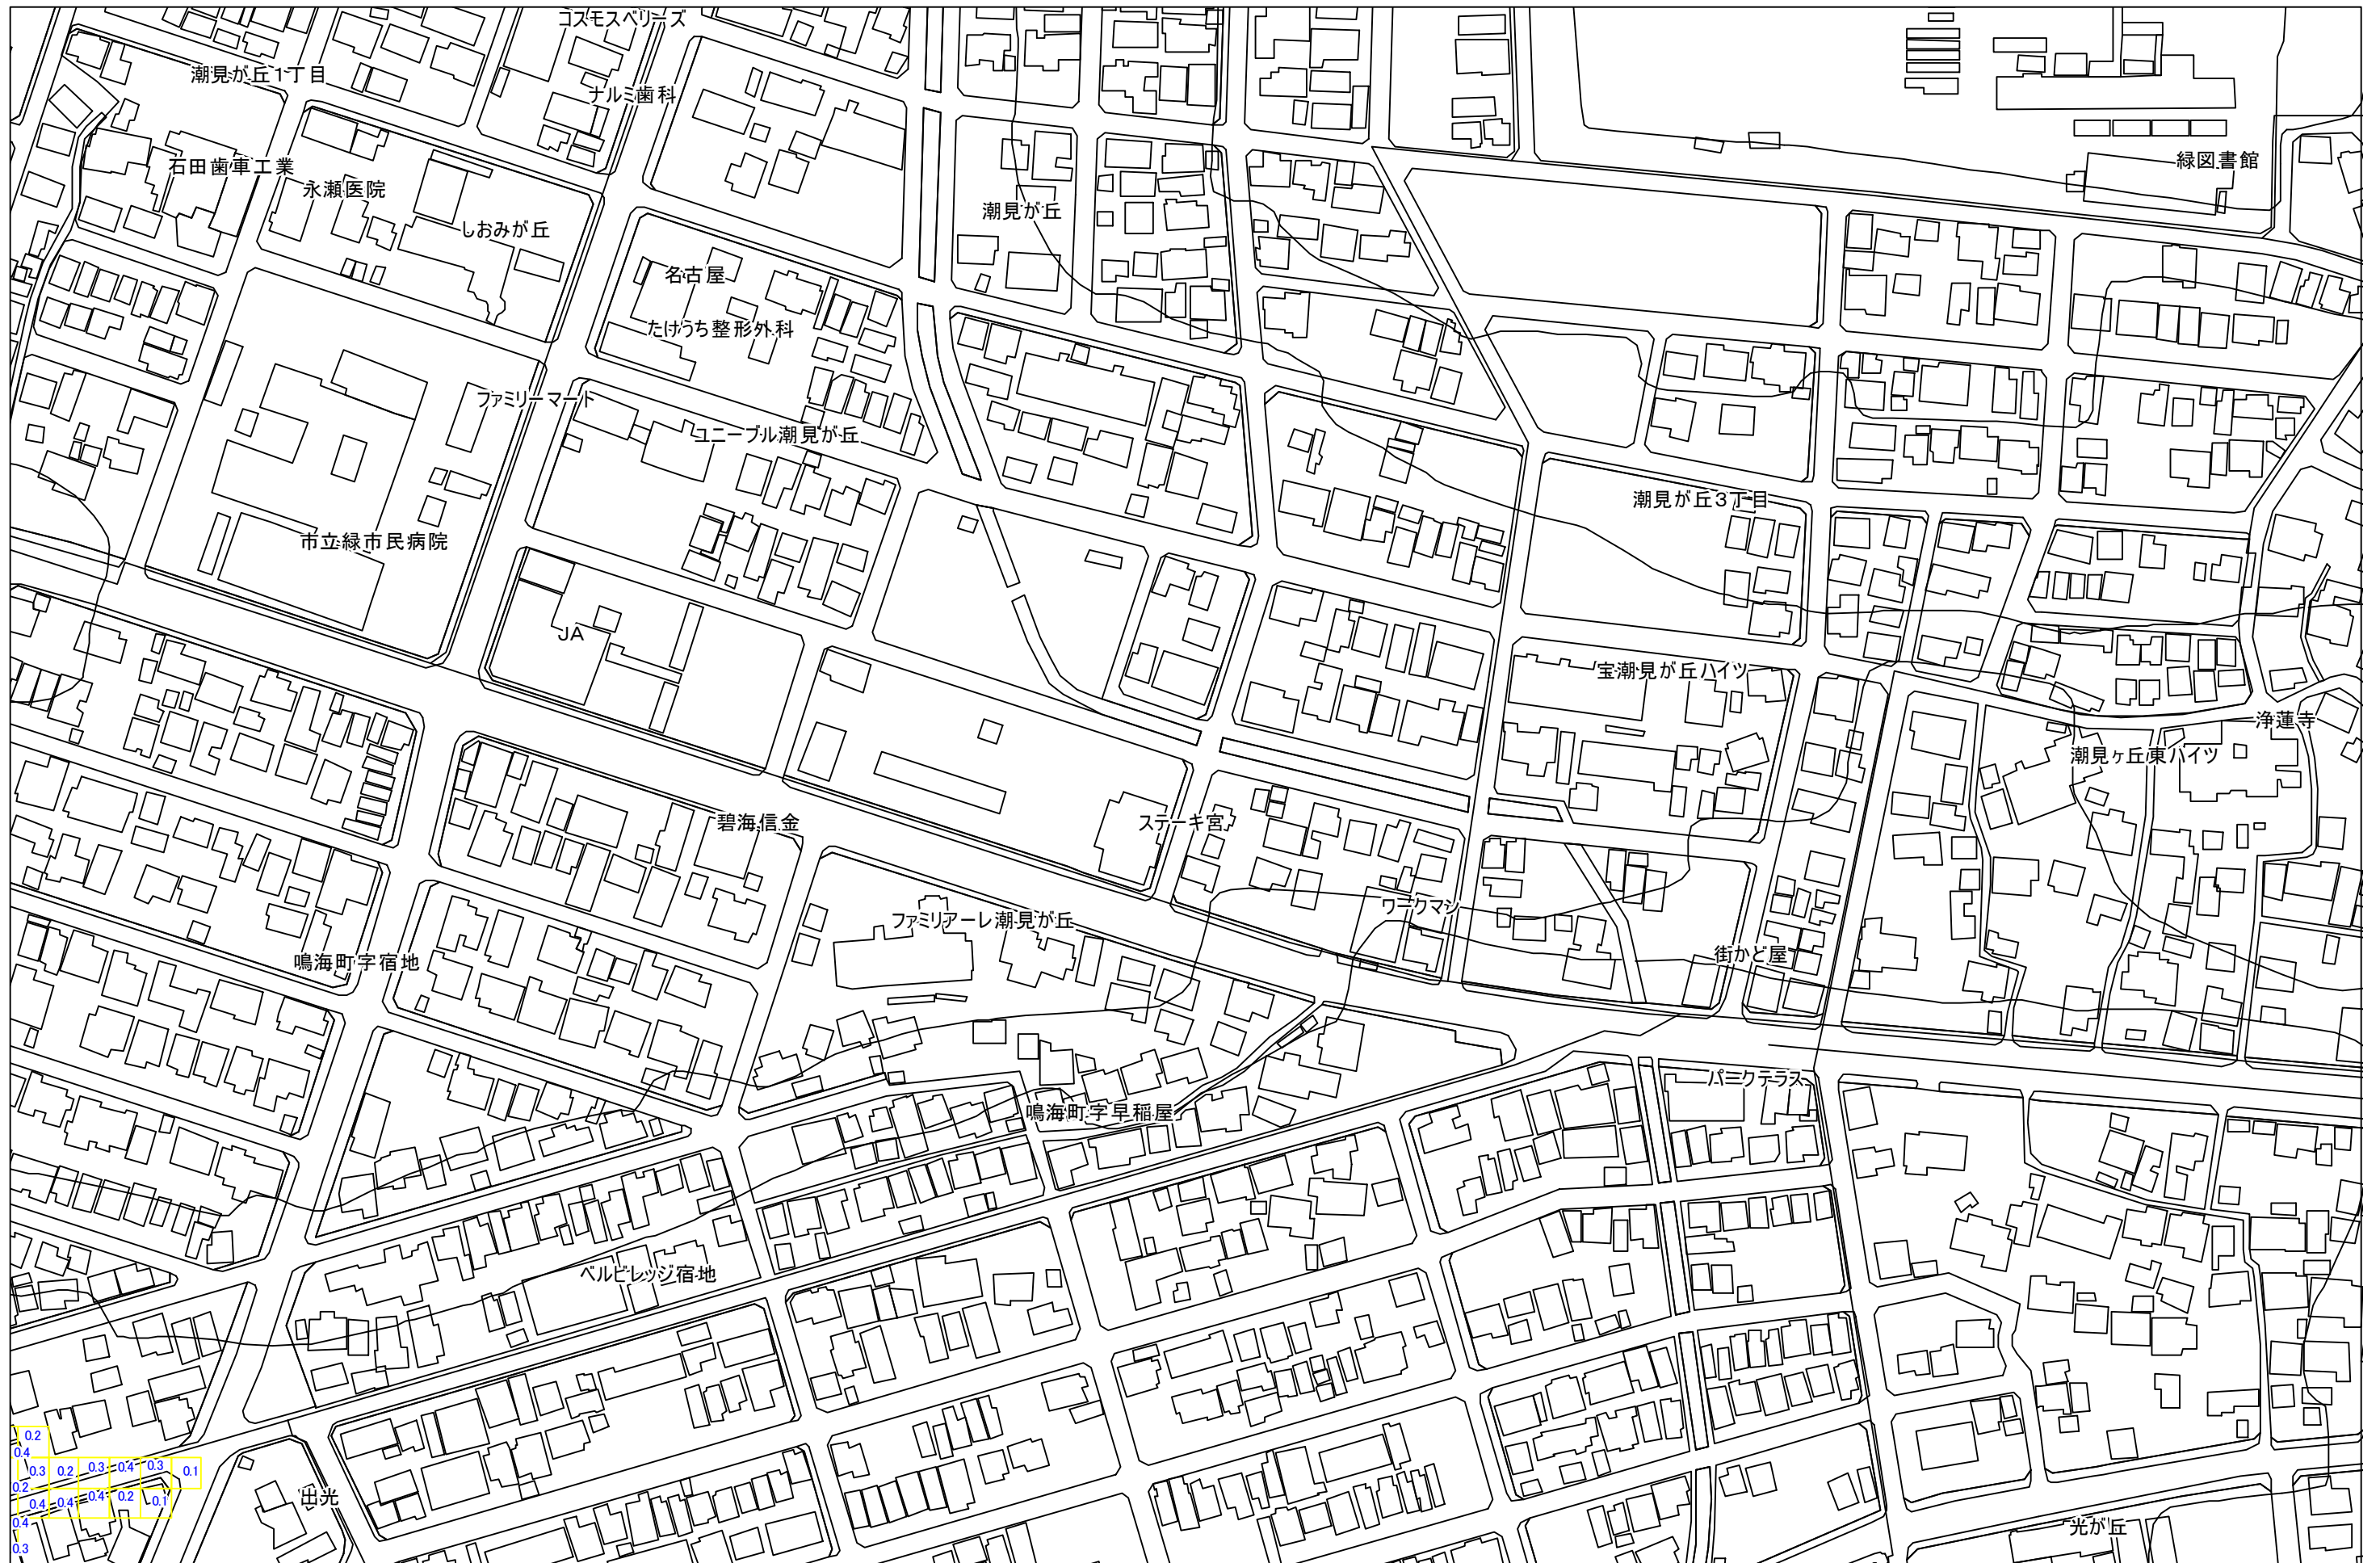 コスモスベリーズ
潮見が丘1丁目
ナルミ歯科
石田歯車工業
緑図書館
永瀬医院
潮見が丘
しおみが丘
名古屋
たけうち整形外科
ファミリーマート
ユニーブル潮見が丘
潮見が丘3丁目
市立緑市民病院
JA
宝潮見が丘ハイツ
浄蓮寺
潮見ヶ丘東ハイツ
碧海信金
ステーキ宮
ワークマン
ファミリアーレ潮見が丘
街かど屋
鳴海町字宿地
パークテラス
鳴海町字早稲屋
ベルビレッジ宿地
0.2
0.4
0.3 0.2 0.3 0.4 0.3 0.1
0.2
0.4 0.4 0.4 0.2 0.1
出光
0.4
光が丘
0.3